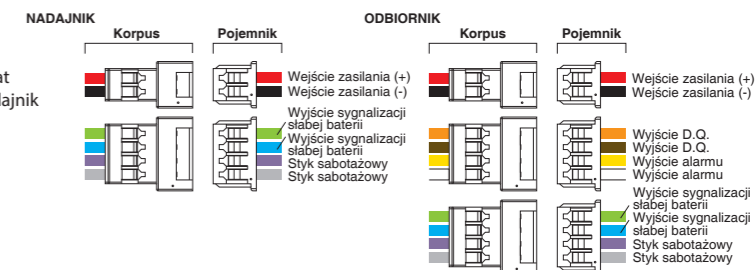 NADAJNIK
Korpus
Pojemnik
at
dajnik
Wejście zasilania (+)
Wejście zasilania (-)
Wyjście sygnalizacji
słabej baterii
Wyjście sygnalizacji
słabej baterii
Styk sabotażowy
Styk sabotażowy
ODBIORNIK
Korpus
Pojemnik
Wejście zasilania (+)
Wejście zasilania (-)
Wyjście D.Q.
Wyjście D.Q.
Wyjście alarmu
Wyjście alarmu
Wyjście sygnalizacji
słabej baterii
Wyjście sygnalizacji
słabej baterii
Styk sabotażowy
Styk sabotażowy